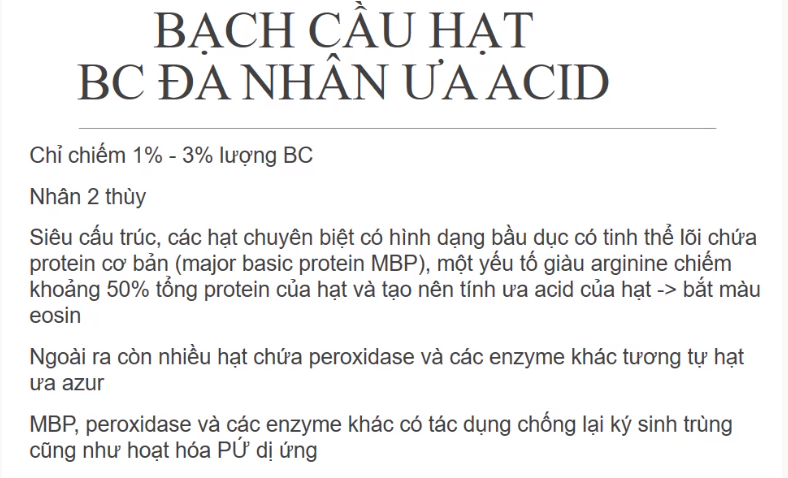 BẠCH CẦU HẠT
BC ĐA NHÂN ƯA ACID
Chỉ chiếm 1% - 3% lượng BC
Nhân 2 thùy
Siêu cấu trúc, các hạt chuyên biệt có hình dạng bầu dục có tinh thể lõi chứa
protein cơ bản (major basic protein MBP), một yếu tố giàu arginine chiếm
khoảng 50% tổng protein của hạt và tạo nên tính ưa acid của hạt -> bắt màu
eosin
Ngoài ra còn nhiều hạt chứa peroxidase và các enzyme khác tương tự hạt
ưa azur
MBP, peroxidase và các enzyme khác có tác dụng chống lại ký sinh trùng
cũng như hoạt hóa PỨ dị ứng